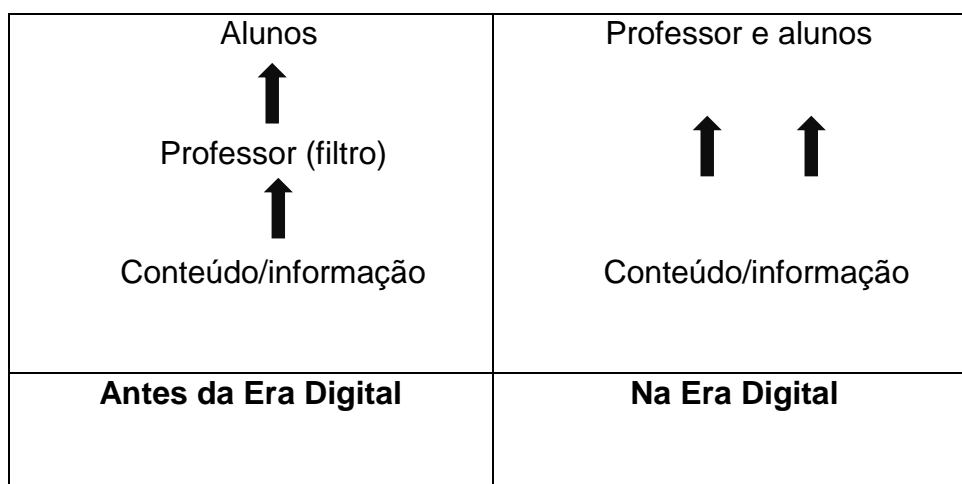 Alunos
Professor (filtro)
Conteúdo/informação
Antes da Era Digital
Professor e alunos
Conteúdo/informação
Na Era Digital